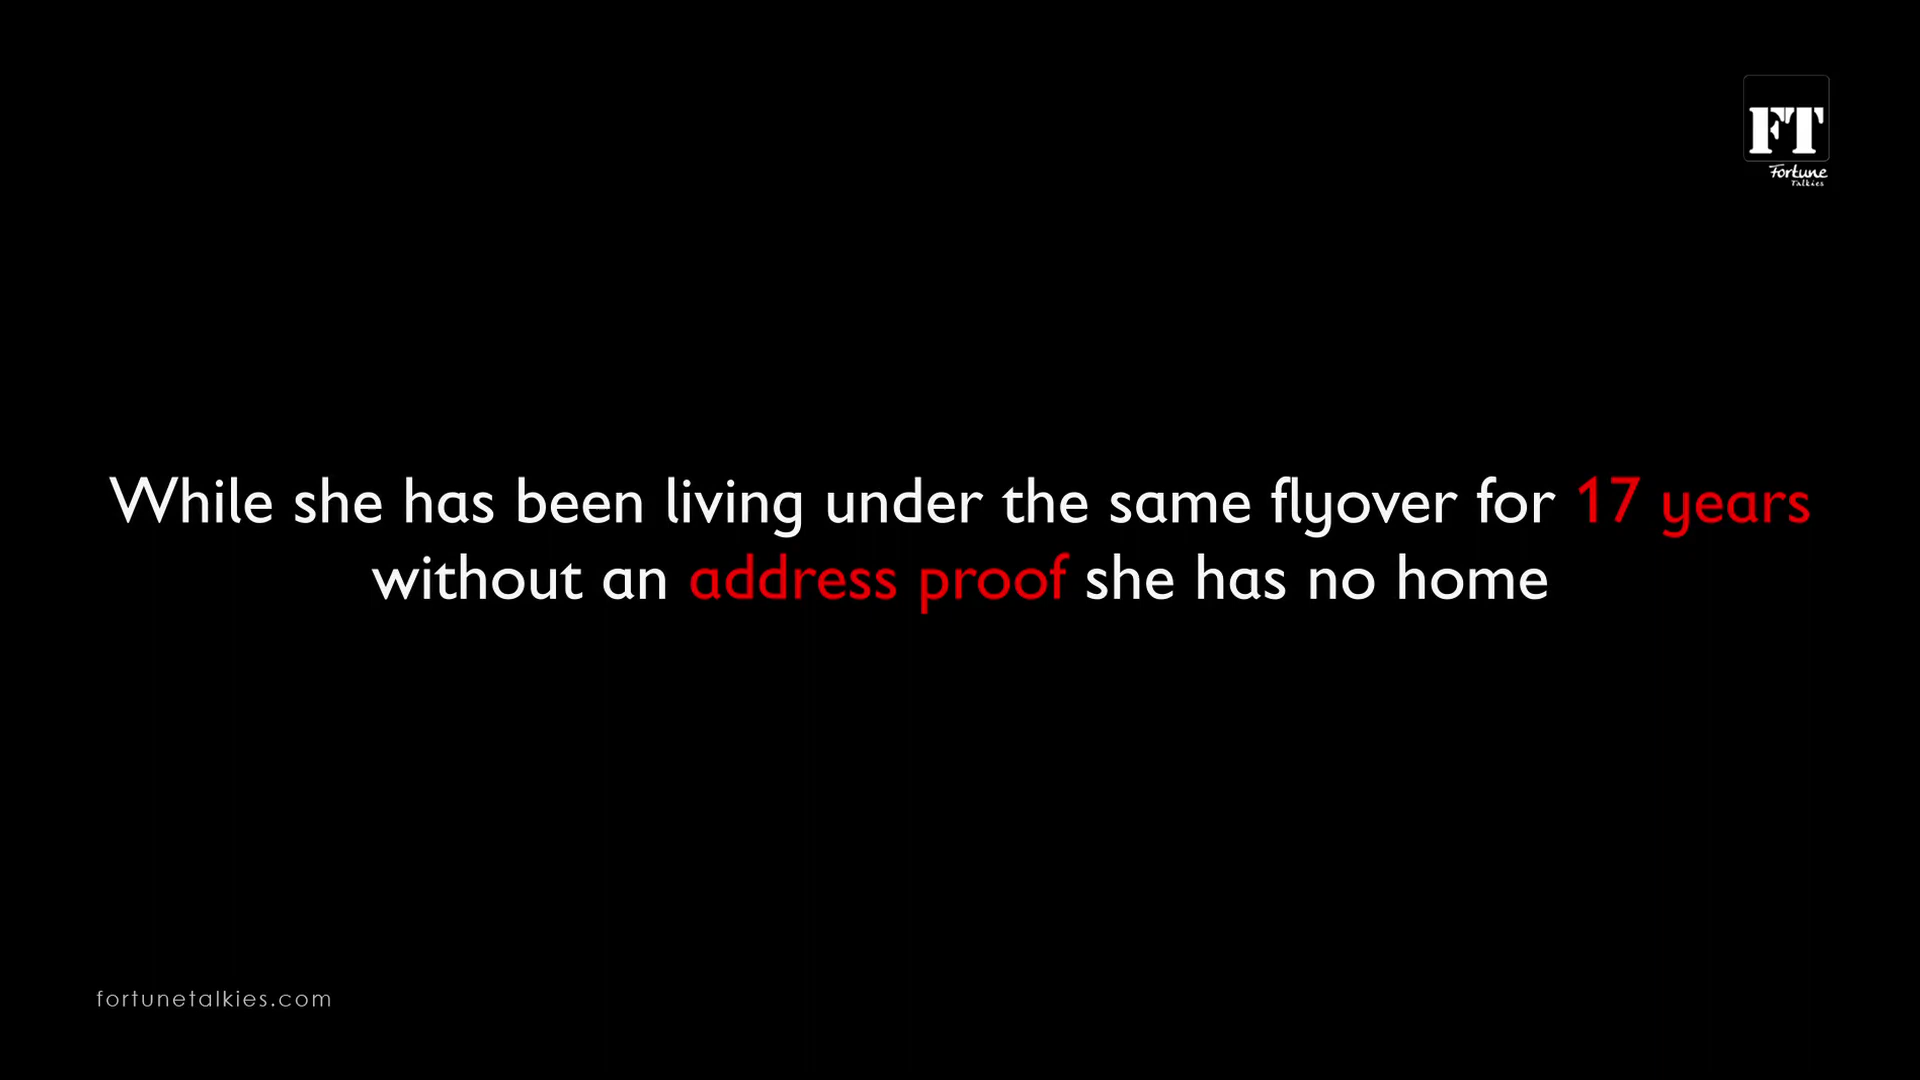 FT
Fortune
Talkies
While she has been living under the same flyover for 17 years
without an address proof she has no home
fortunetalkies.com